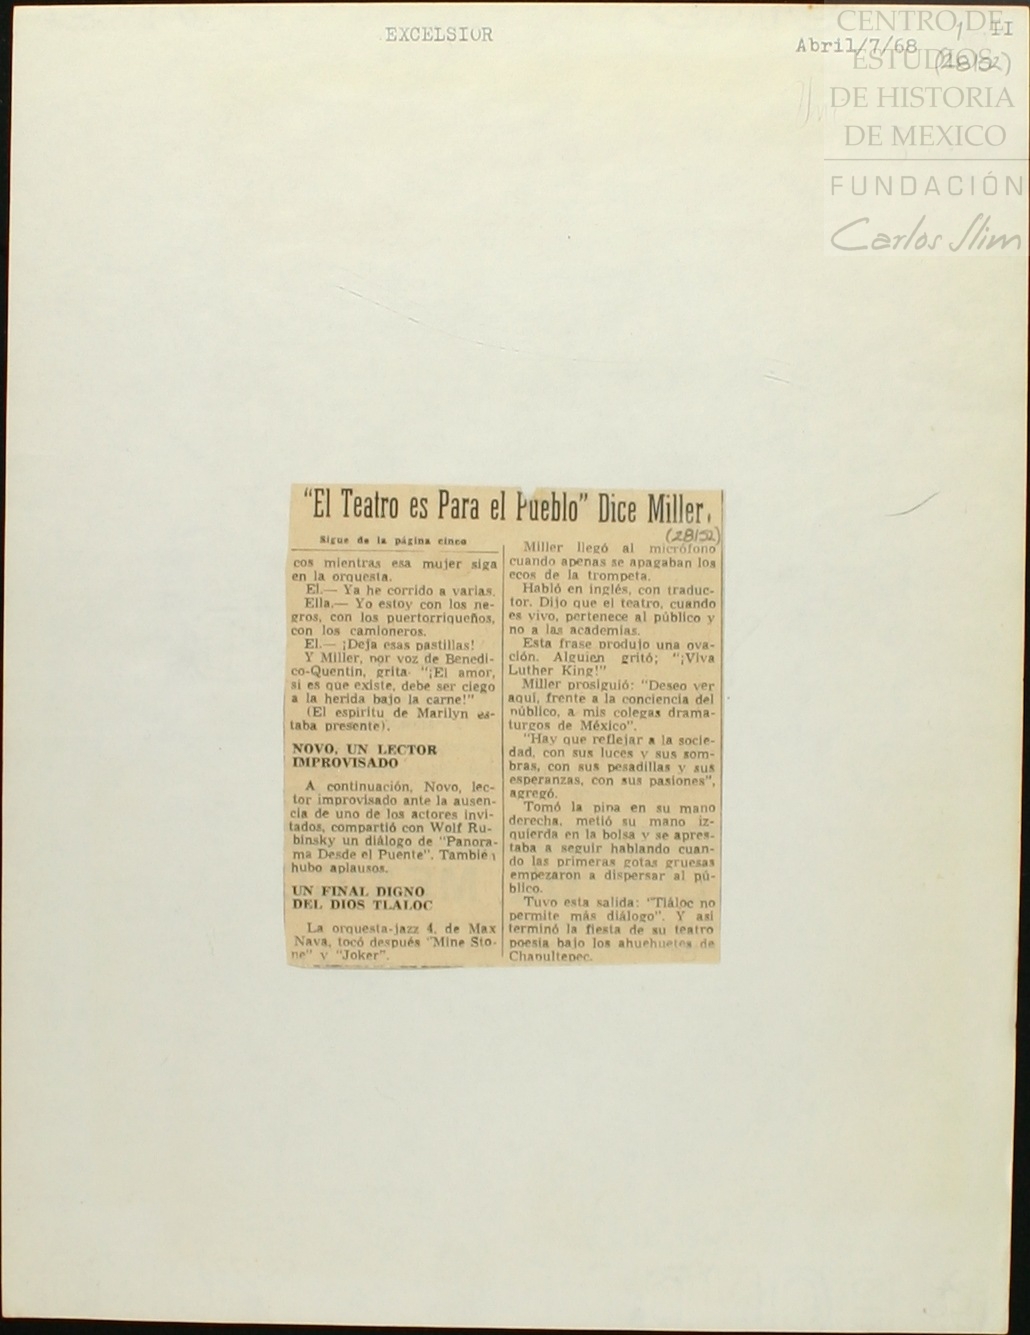 EXCELSIOR
Abril/7/68
1 II
(28152)
CENTRO DE
ESTUDIOS
DE HISTORIA
DE MEXICO
FUNDACIÓN
Carlos Slim
"El Teatro es Para el Pueblo" Dice Miller
(28152)
Sigue de la página cinco
cos mientras esa mujer siga
en la orquesta.
El.— Ya he corrido a varias.
Ella.— Yo estoy con los ne-
gros, con los puertorriqueños,
con los camioneros.
El.— ¡Deja esas pastillas!
Y Miller, por voz de Benedi-
co-Quentin, grita: "¡El amor,
si es que existe, debe ser ciego
a la herida bajo la carne!"
(El espíritu de Marilyn es-
taba presente).
NOVO, UN LECTOR
IMPROVISADO
A continuación, Novo, lec-
tor improvisado ante la ausen-
cia de uno de los actores invi-
tados, compartió con Wolf Ru-
binsky un diálogo de "Panora-
ma Desde el Puente". También
hubo aplausos.
UN FINAL DIGNO
DEL DIOS TLALOC
La orquesta-jazz 4, de Max
Nava, tocó después "Mine Sto-
ne" y "Joker".
Miller llegó al micrófono
cuando apenas se apagaban los
ecos de la trompeta.
Habló en inglés, con traduc-
tor. Dijo que el teatro, cuando
es vivo, pertenece al público y
no a las academias.
Esta frase produjo una ova-
ción. Alguien gritó; "¡Viva
Luther King!"
Miller prosiguió: "Deseo ver
aquí, frente a la conciencia del
público, a mis colegas drama-
turgos de México".
"Hay que reflejar a la socie-
dad, con sus luces y sus som-
bras, con sus pesadillas y sus
esperanzas, con sus pasiones",
agregó.
Tomó la pipa en su mano
derecha, metió su mano iz-
quierda en la bolsa y se apres-
taba a seguir hablando cuan-
do las primeras gotas gruesas
empezaron a dispersar al pú-
blico.
Tuvo esta salida: "Tláloc no
permite más diálogo". Y así
terminó la fiesta de su teatro
poesía bajo los ahuehuetes de
Chapultepec.